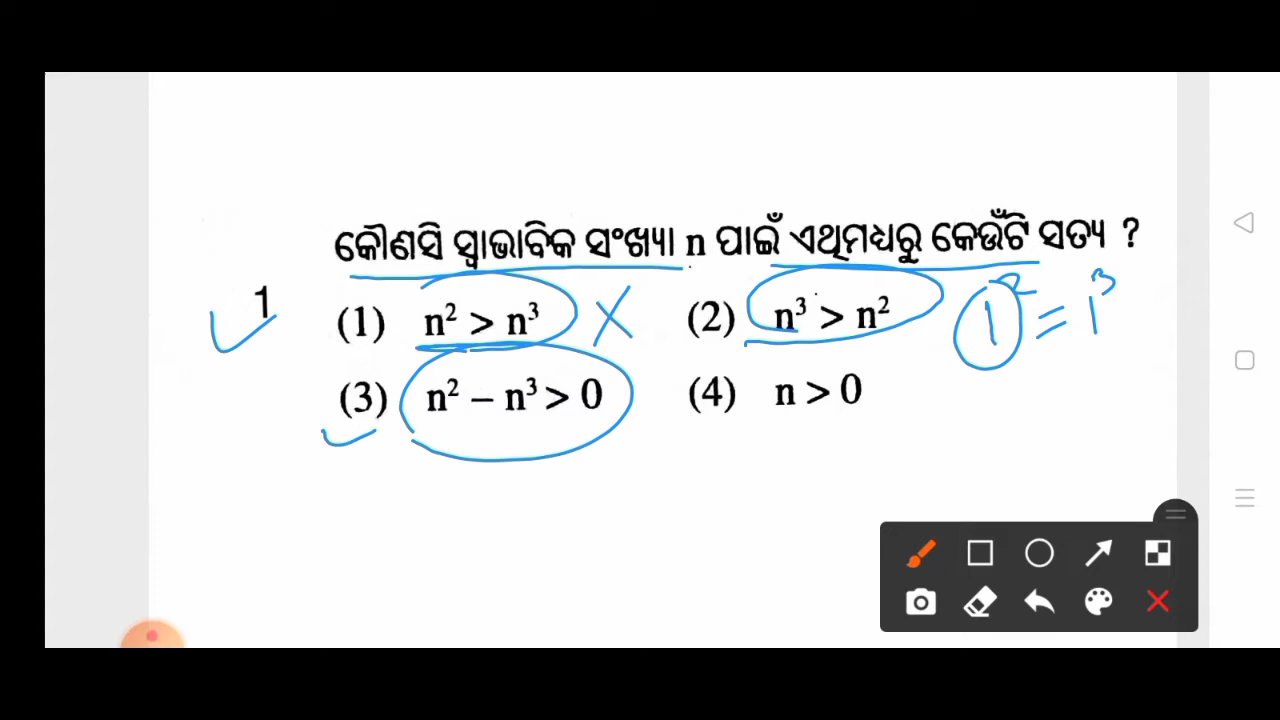 କୌଣସି ସ୍ଵାଭାବିକ ସଂଖ୍ୟା n ପାଇଁ ଏଥିମଧ୍ୟରୁ କେଉଁଟି ସତ୍ୟ ?
1 (1) n² > n³ X (2) n³ > n² 1² = 1³
(3) n² – n³ > 0 (4) n > 0